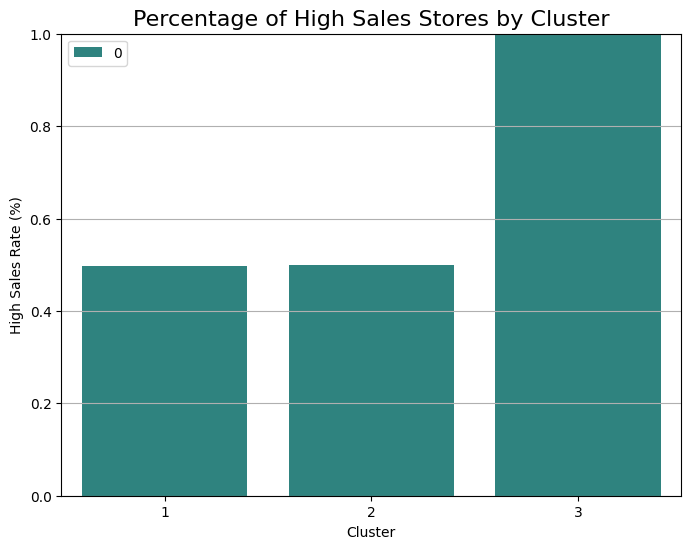 Percentage of High Sales Stores by Cluster
1.0
0
0.8
High Sales Rate (%)
0.6
0.4
0.2
0.0
1 2 3
Cluster